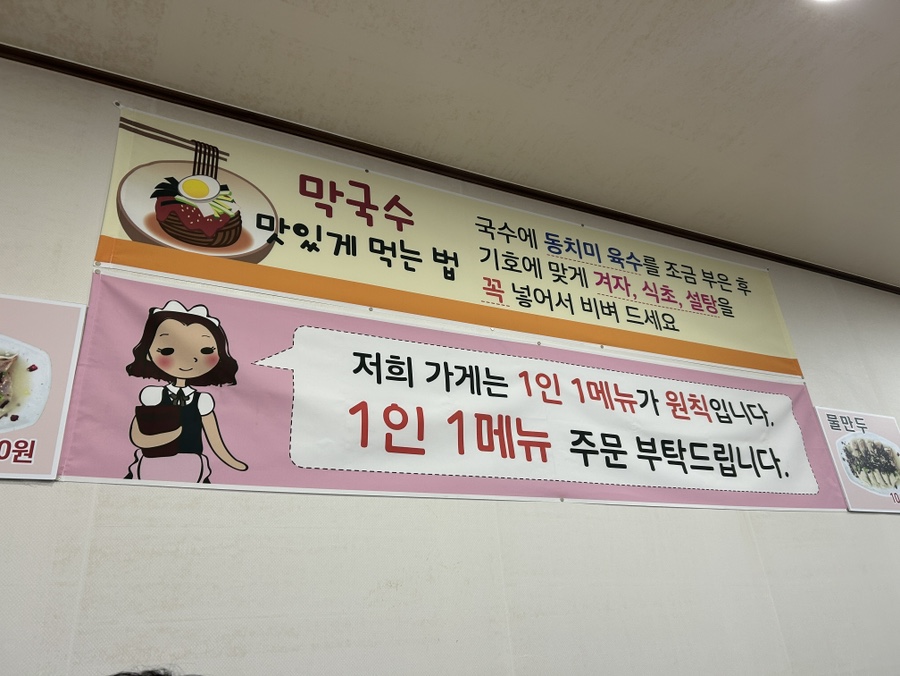 막국수
맛있게 먹는 법
국수에 동치미 육수를 조금 부은 후
기호에 맞게 겨자, 식초, 설탕을
꼭 넣어서 비벼 드세요
저희 가게는 1인 1메뉴가 원칙입니다.
1인 1메뉴 주문 부탁드립니다.
0원
물만두
10